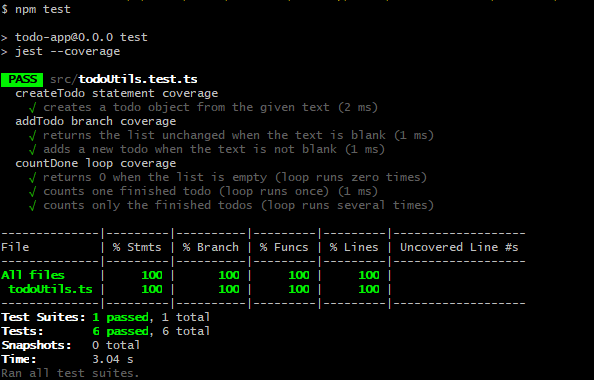 $ npm test
> todo-app@0.0.0 test
> jest --coverage
PASS src/todoUtils.test.ts
createTodo statement coverage
√ creates a todo object from the given text (2 ms)
addTodo branch coverage
√ returns the list unchanged when the text is blank (1 ms)
√ adds a new todo when the text is not blank (1 ms)
countDone loop coverage
√ returns 0 when the list is empty (loop runs zero times)
√ counts one finished todo (loop runs once) (1 ms)
√ counts only the finished todos (loop runs several times)
--------------|---------|----------|---------|---------|-------------------
File          | % Stmts | % Branch | % Funcs | % Lines | Uncovered Line #s
--------------|---------|----------|---------|---------|-------------------
All files     |     100 |      100 |     100 |     100 |
 todoUtils.ts |     100 |      100 |     100 |     100 |
--------------|---------|----------|---------|---------|-------------------
Test Suites: 1 passed, 1 total
Tests:       6 passed, 6 total
Snapshots:   0 total
Time:        3.04 s
Ran all test suites.